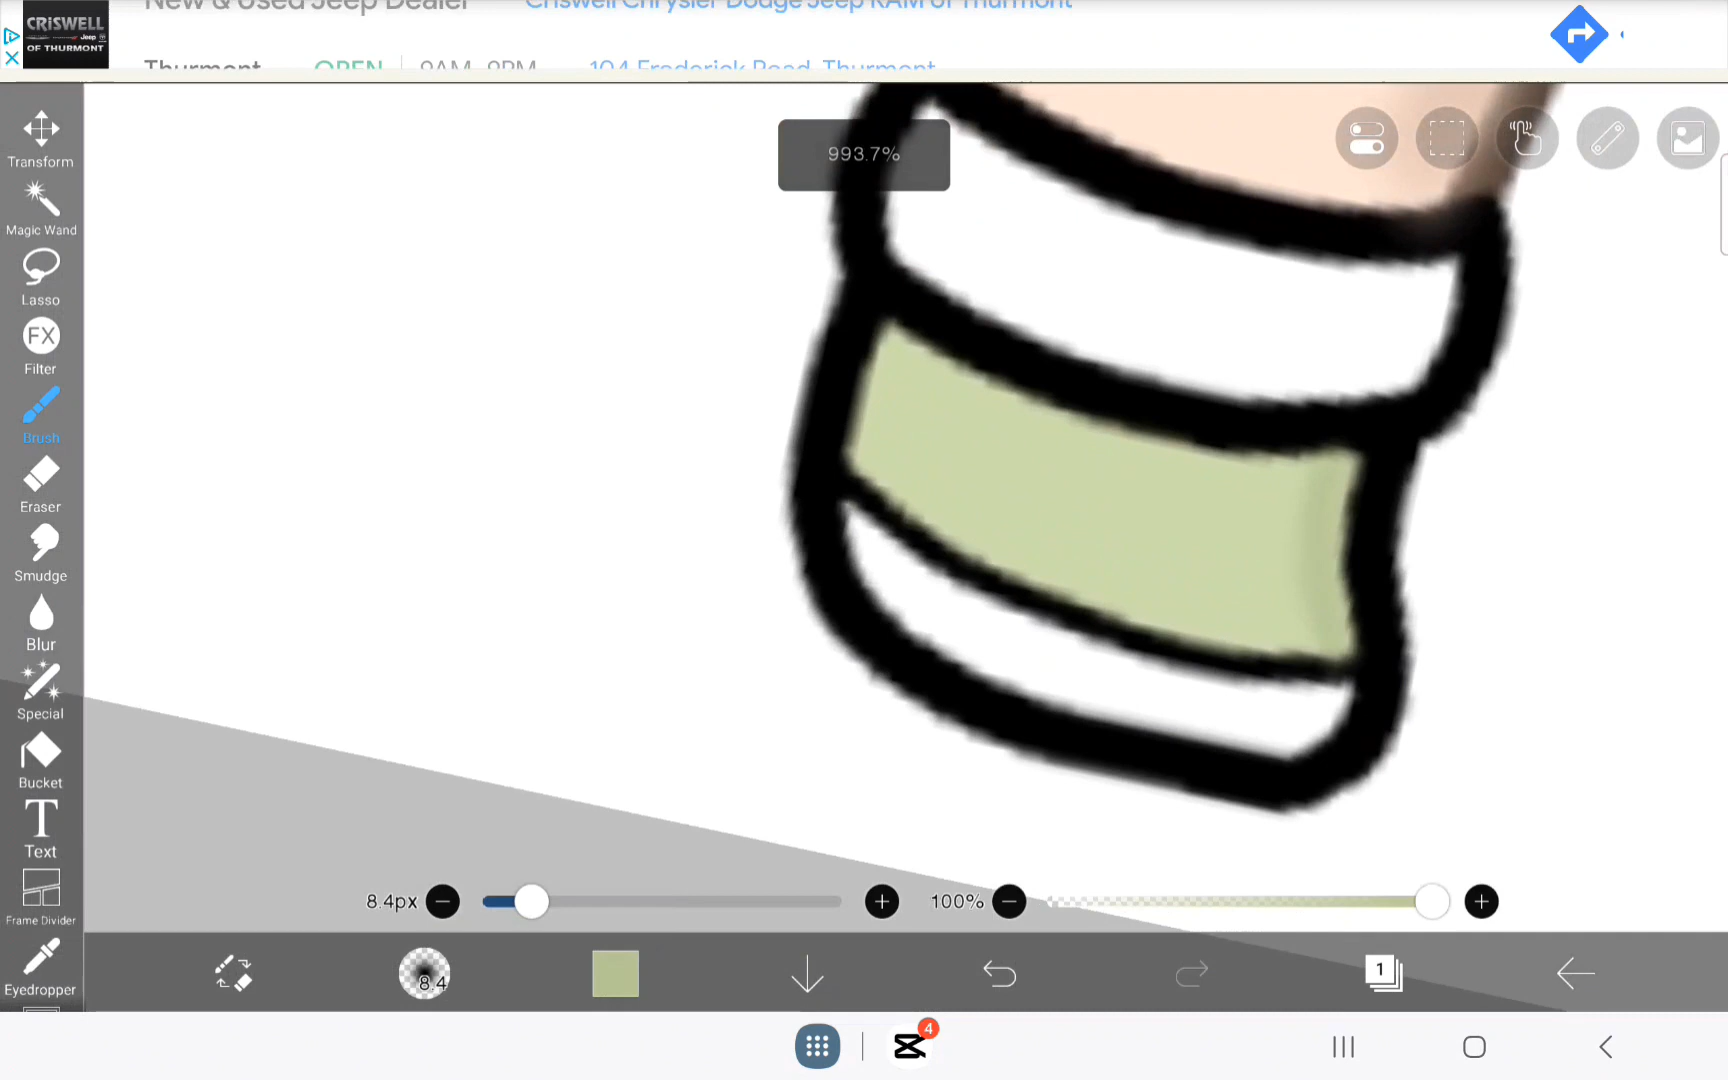 CRISWELL
Jeep
OF THURMONT
New & Used Jeep Dealer
Criswell Chrysler Dodge Jeep RAM of Thurmont
Thurmont OPEN 9AM–9PM 104 Frederick Road, Thurmont
993.7%
Transform
Magic Wand
Lasso
FX
Filter
Brush
Eraser
Smudge
Blur
Special
Bucket
T
Text
Frame Divider
Eyedropper
8.4px
100%
8.4
1
4